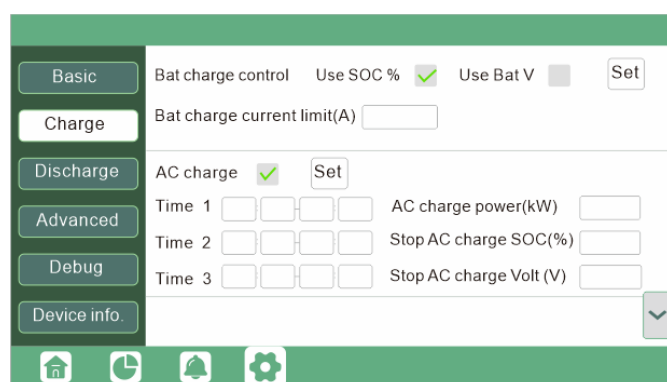 Basic
Charge
Discharge
Advanced
Debug
Device info.
Bat charge control Use SOC % Use Bat V Set
Bat charge current limit(A)
AC charge Set
Time 1 AC charge power(kW)
Time 2 Stop AC charge SOC(%)
Time 3 Stop AC charge Volt (V)